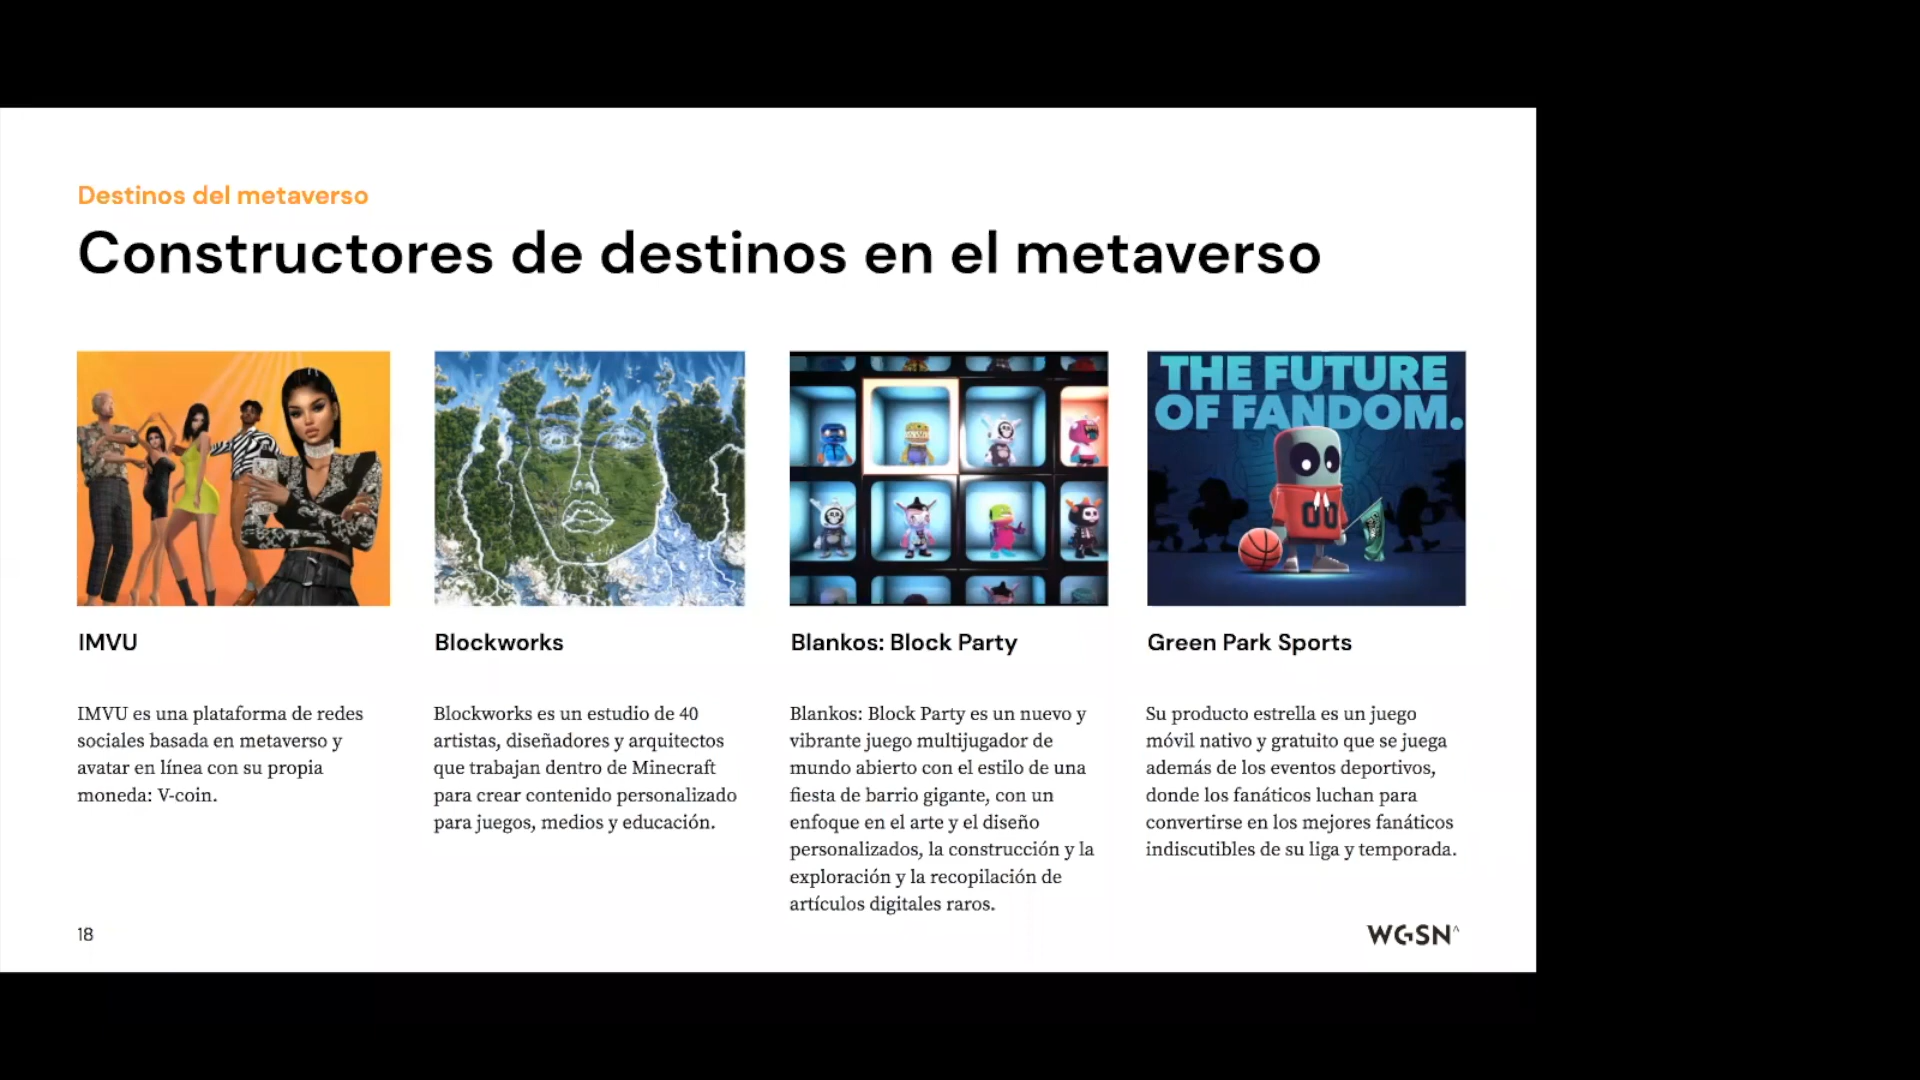 Destinos del metaverso
Constructores de destinos en el metaverso
THE FUTURE
OF FANDOM.
00
IMVU
IMVU es una plataforma de redes
sociales basada en metaverso y
avatar en línea con su propia
moneda: V-coin.
Blockworks
Blockworks es un estudio de 40
artistas, diseñadores y arquitectos
que trabajan dentro de Minecraft
para crear contenido personalizado
para juegos, medios y educación.
Blankos: Block Party
Blankos: Block Party es un nuevo y
vibrante juego multijugador de
mundo abierto con el estilo de una
fiesta de barrio gigante, con un
enfoque en el arte y el diseño
personalizados, la construcción y la
exploración y la recopilación de
artículos digitales raros.
Green Park Sports
Su producto estrella es un juego
móvil nativo y gratuito que se juega
además de los eventos deportivos,
donde los fanáticos luchan para
convertirse en los mejores fanáticos
indiscutibles de su liga y temporada.
18
WGSN^